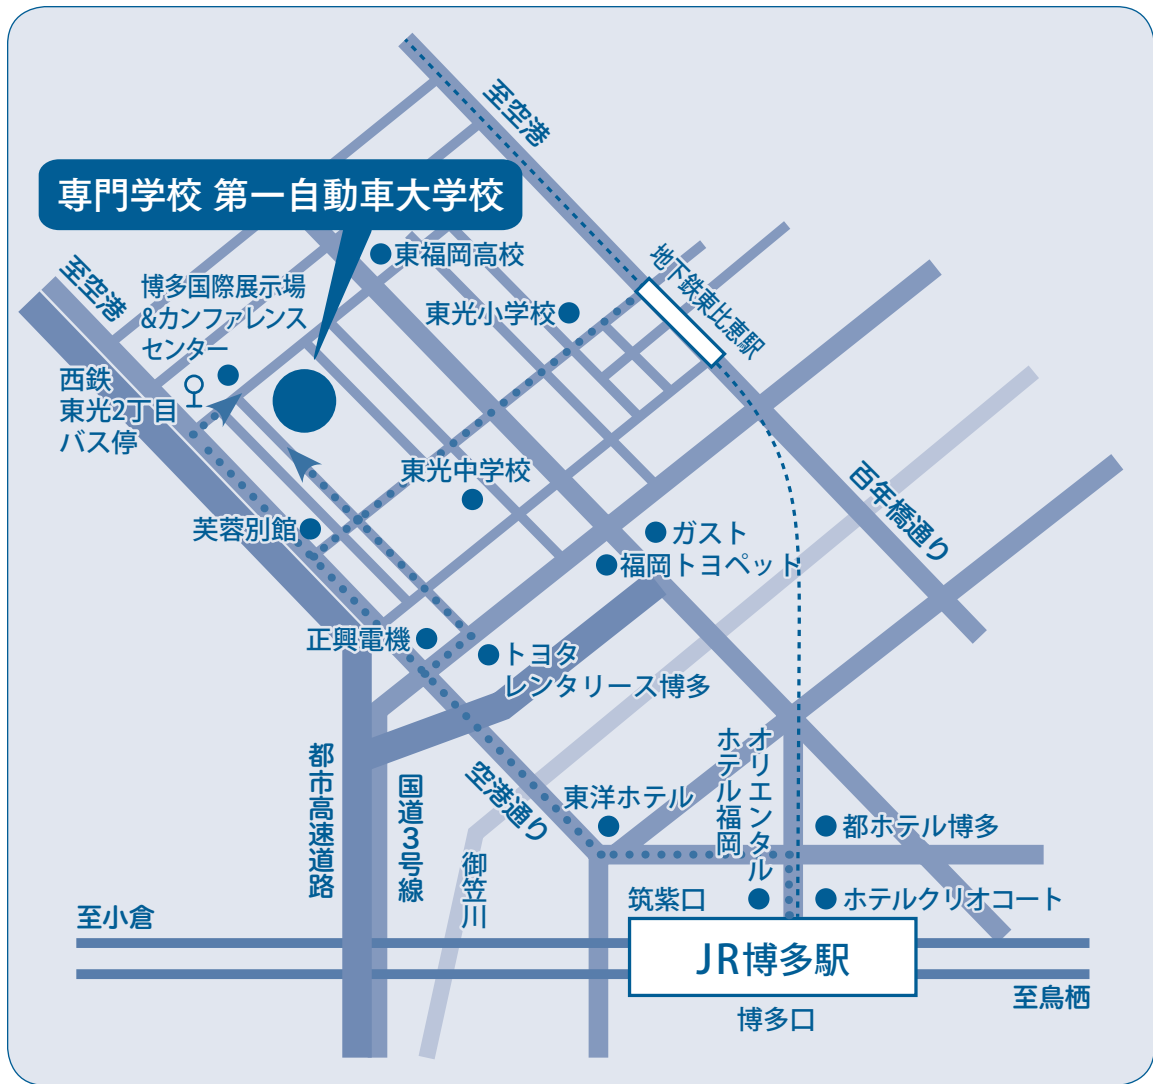 至空港
専門学校 第一自動車大学校
東福岡高校
至空港
博多国際展示場
&カンファレンス
センター
東光小学校
地下鉄東比恵駅
西鉄
東光2丁目
バス停
東光中学校
百年橋通り
芙蓉別館
ガスト
福岡トヨペット
正興電機
トヨタ
レンタリース博多
都市高速道路
国道3号線
御笠川
空港通り
東洋ホテル
オリエンタル
ホテル福岡
都ホテル博多
筑紫口
ホテルクリオコート
至小倉
JR博多駅
至鳥栖
博多口